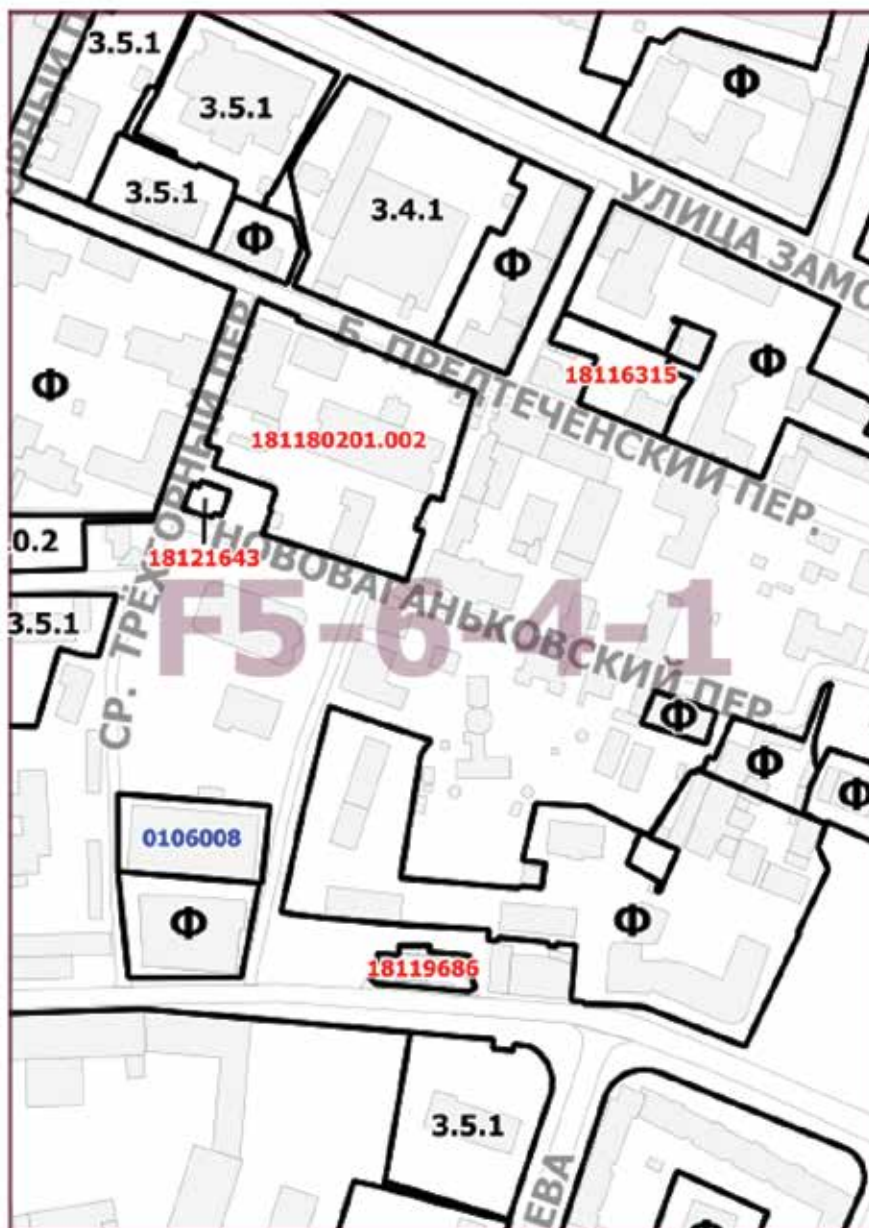 3.5.1
3.5.1
Ф
3.5.1
3.4.1
Ф
Ф
УЛИЦА ЗАМО
Б. ПРЕДТЕЧЕНСКИЙ ПЕР.
18116315
Ф
Ф
181180201.002
18121643
НОВОВАГАНЬКОВСКИЙ ПЕР.
0.2
3.5.1
СР. ТРЁХГОРНЫЙ ПЕР.
F5-6-4-1
Ф
Ф
Ф
0106008
Ф
Ф
18119686
3.5.1
ЕВА